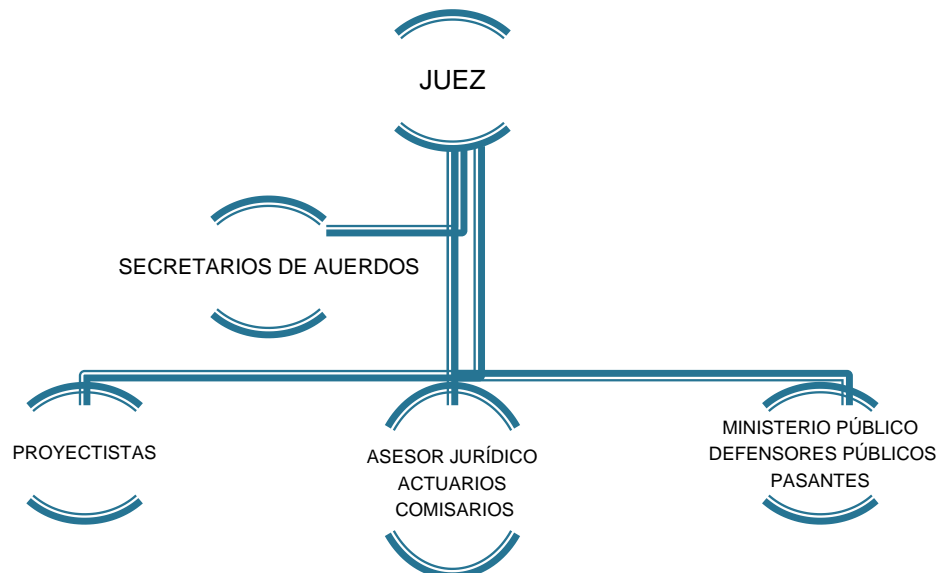 JUEZ
SECRETARIOS DE AUERDOS
PROYECTISTAS
ASESOR JURÍDICO
ACTUARIOS
COMISARIOS
MINISTERIO PÚBLICO
DEFENSORES PÚBLICOS
PASANTES